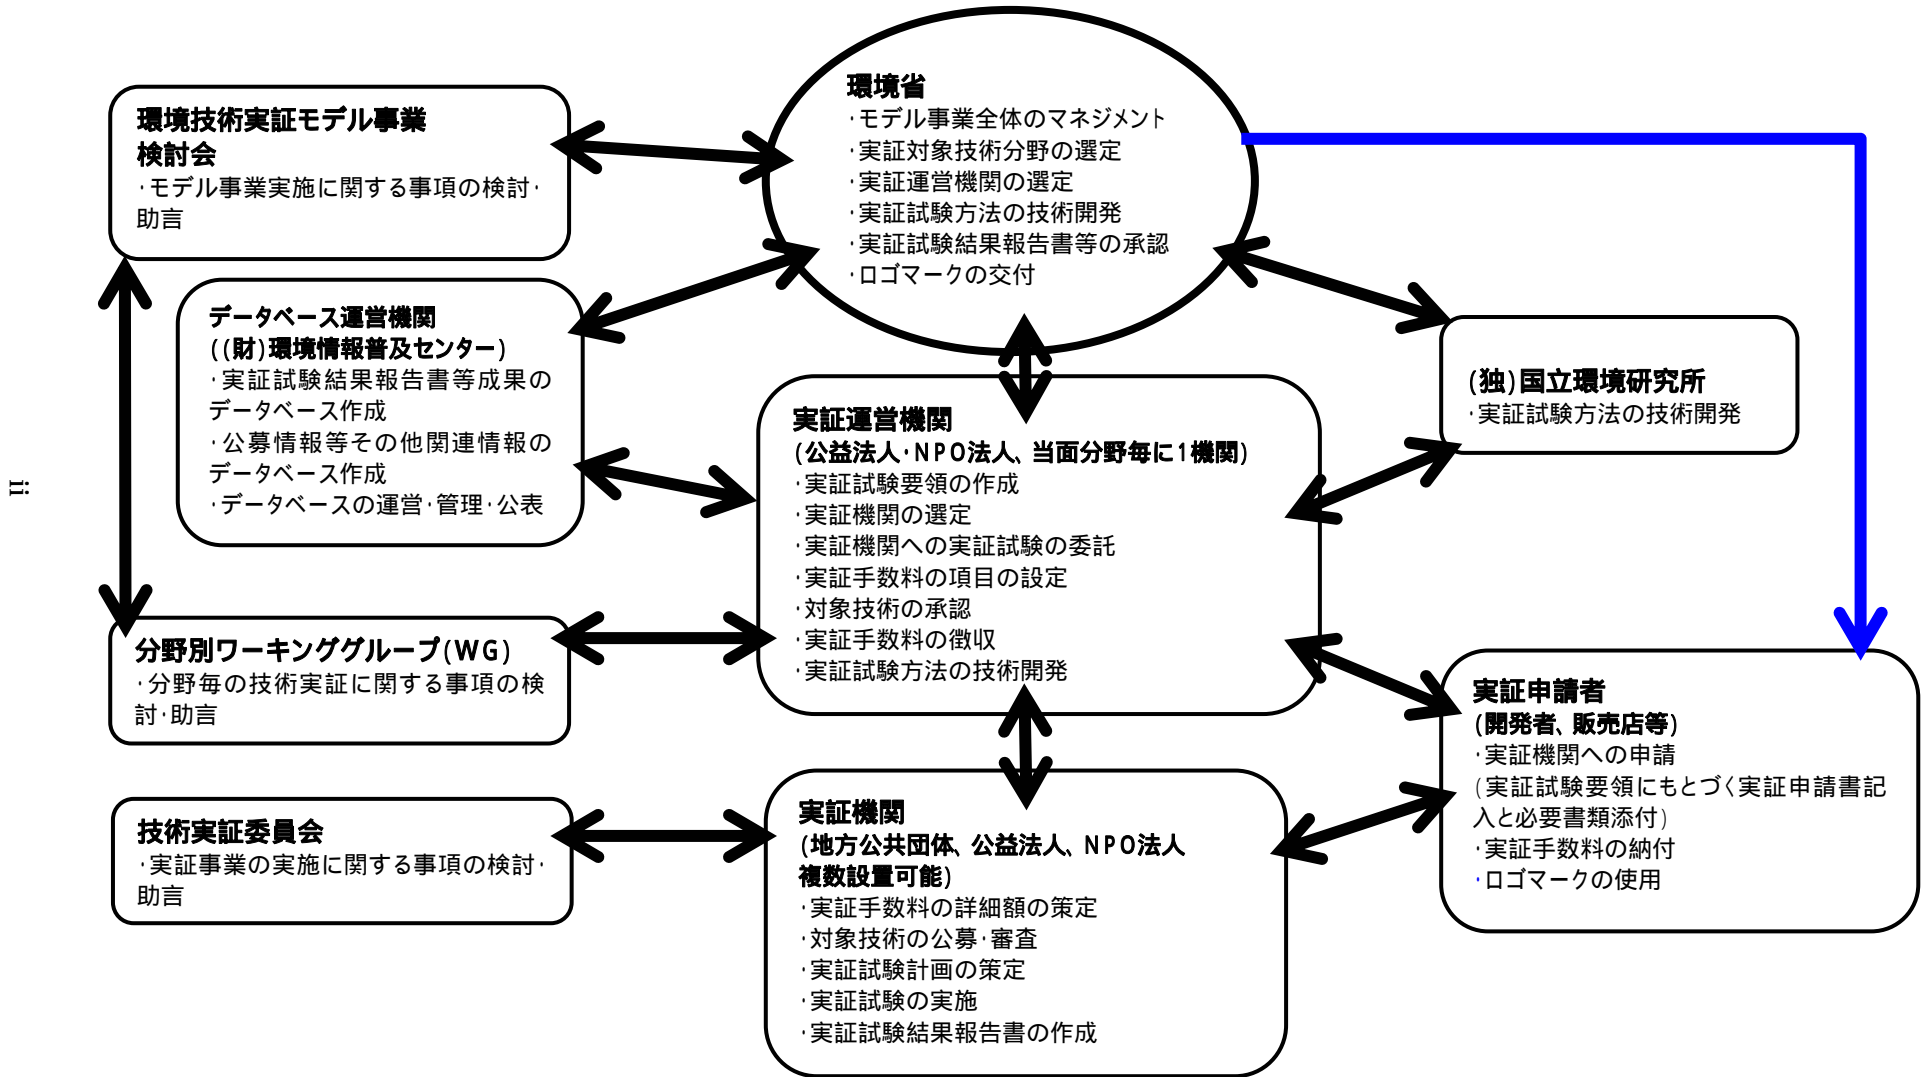 環境省
・モデル事業全体のマネジメント
・実証対象技術分野の選定
・実証運営機関の選定
・実証試験方法の技術開発
・実証試験結果報告書等の承認
・ロゴマークの交付
環境技術実証モデル事業
検討会
・モデル事業実施に関する事項の検討・
助言
データベース運営機関
((財)環境情報普及センター)
・実証試験結果報告書等成果の
データベース作成
・公募情報等その他関連情報の
データベース作成
・データベースの運営・管理・公表
(独)国立環境研究所
・実証試験方法の技術開発
実証運営機関
(公益法人・NPO法人、当面分野毎に1機関)
・実証試験要領の作成
・実証機関の選定
・実証機関への実証試験の委託
・実証手数料の項目の設定
・対象技術の承認
・実証手数料の徴収
・実証試験方法の技術開発
分野別ワーキンググループ(WG)
・分野毎の技術実証に関する事項の検
討・助言
実証申請者
(開発者、販売店等)
・実証機関への申請
(実証試験要領にもとづく実証申請書記
入と必要書類添付)
・実証手数料の納付
・ロゴマークの使用
技術実証委員会
・実証事業の実施に関する事項の検討・
助言
実証機関
(地方公共団体、公益法人、NPO法人
複数設置可能)
・実証手数料の詳細額の策定
・対象技術の公募・審査
・実証試験計画の策定
・実証試験の実施
・実証試験結果報告書の作成
ii